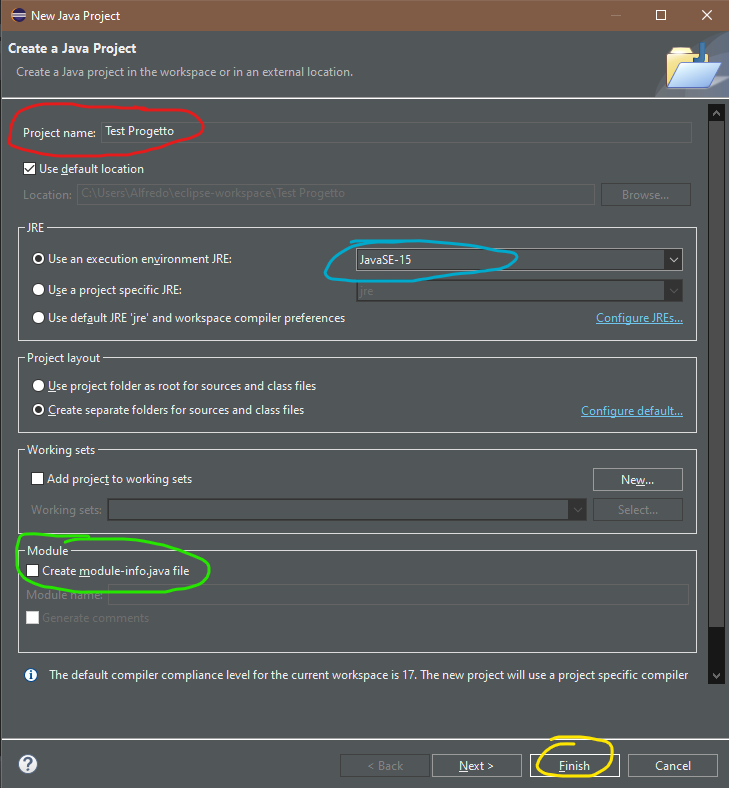 New Java Project
Create a Java Project
Create a Java project in the workspace or in an external location.
Project name: Test Progetto
Use default location
Location: C:\Users\Alfredo\eclipse-workspace\Test Progetto Browse...
JRE
Use an execution environment JRE: JavaSE-15
Use a project specific JRE: jre
Use default JRE 'jre' and workspace compiler preferences Configure JREs...
Project layout
Use project folder as root for sources and class files
Create separate folders for sources and class files Configure default...
Working sets
Add project to working sets New...
Working sets: Select...
Module
Create module-info.java file
Module name:
Generate comments
The default compiler compliance level for the current workspace is 17. The new project will use a project specific compiler
? < Back Next > Finish Cancel